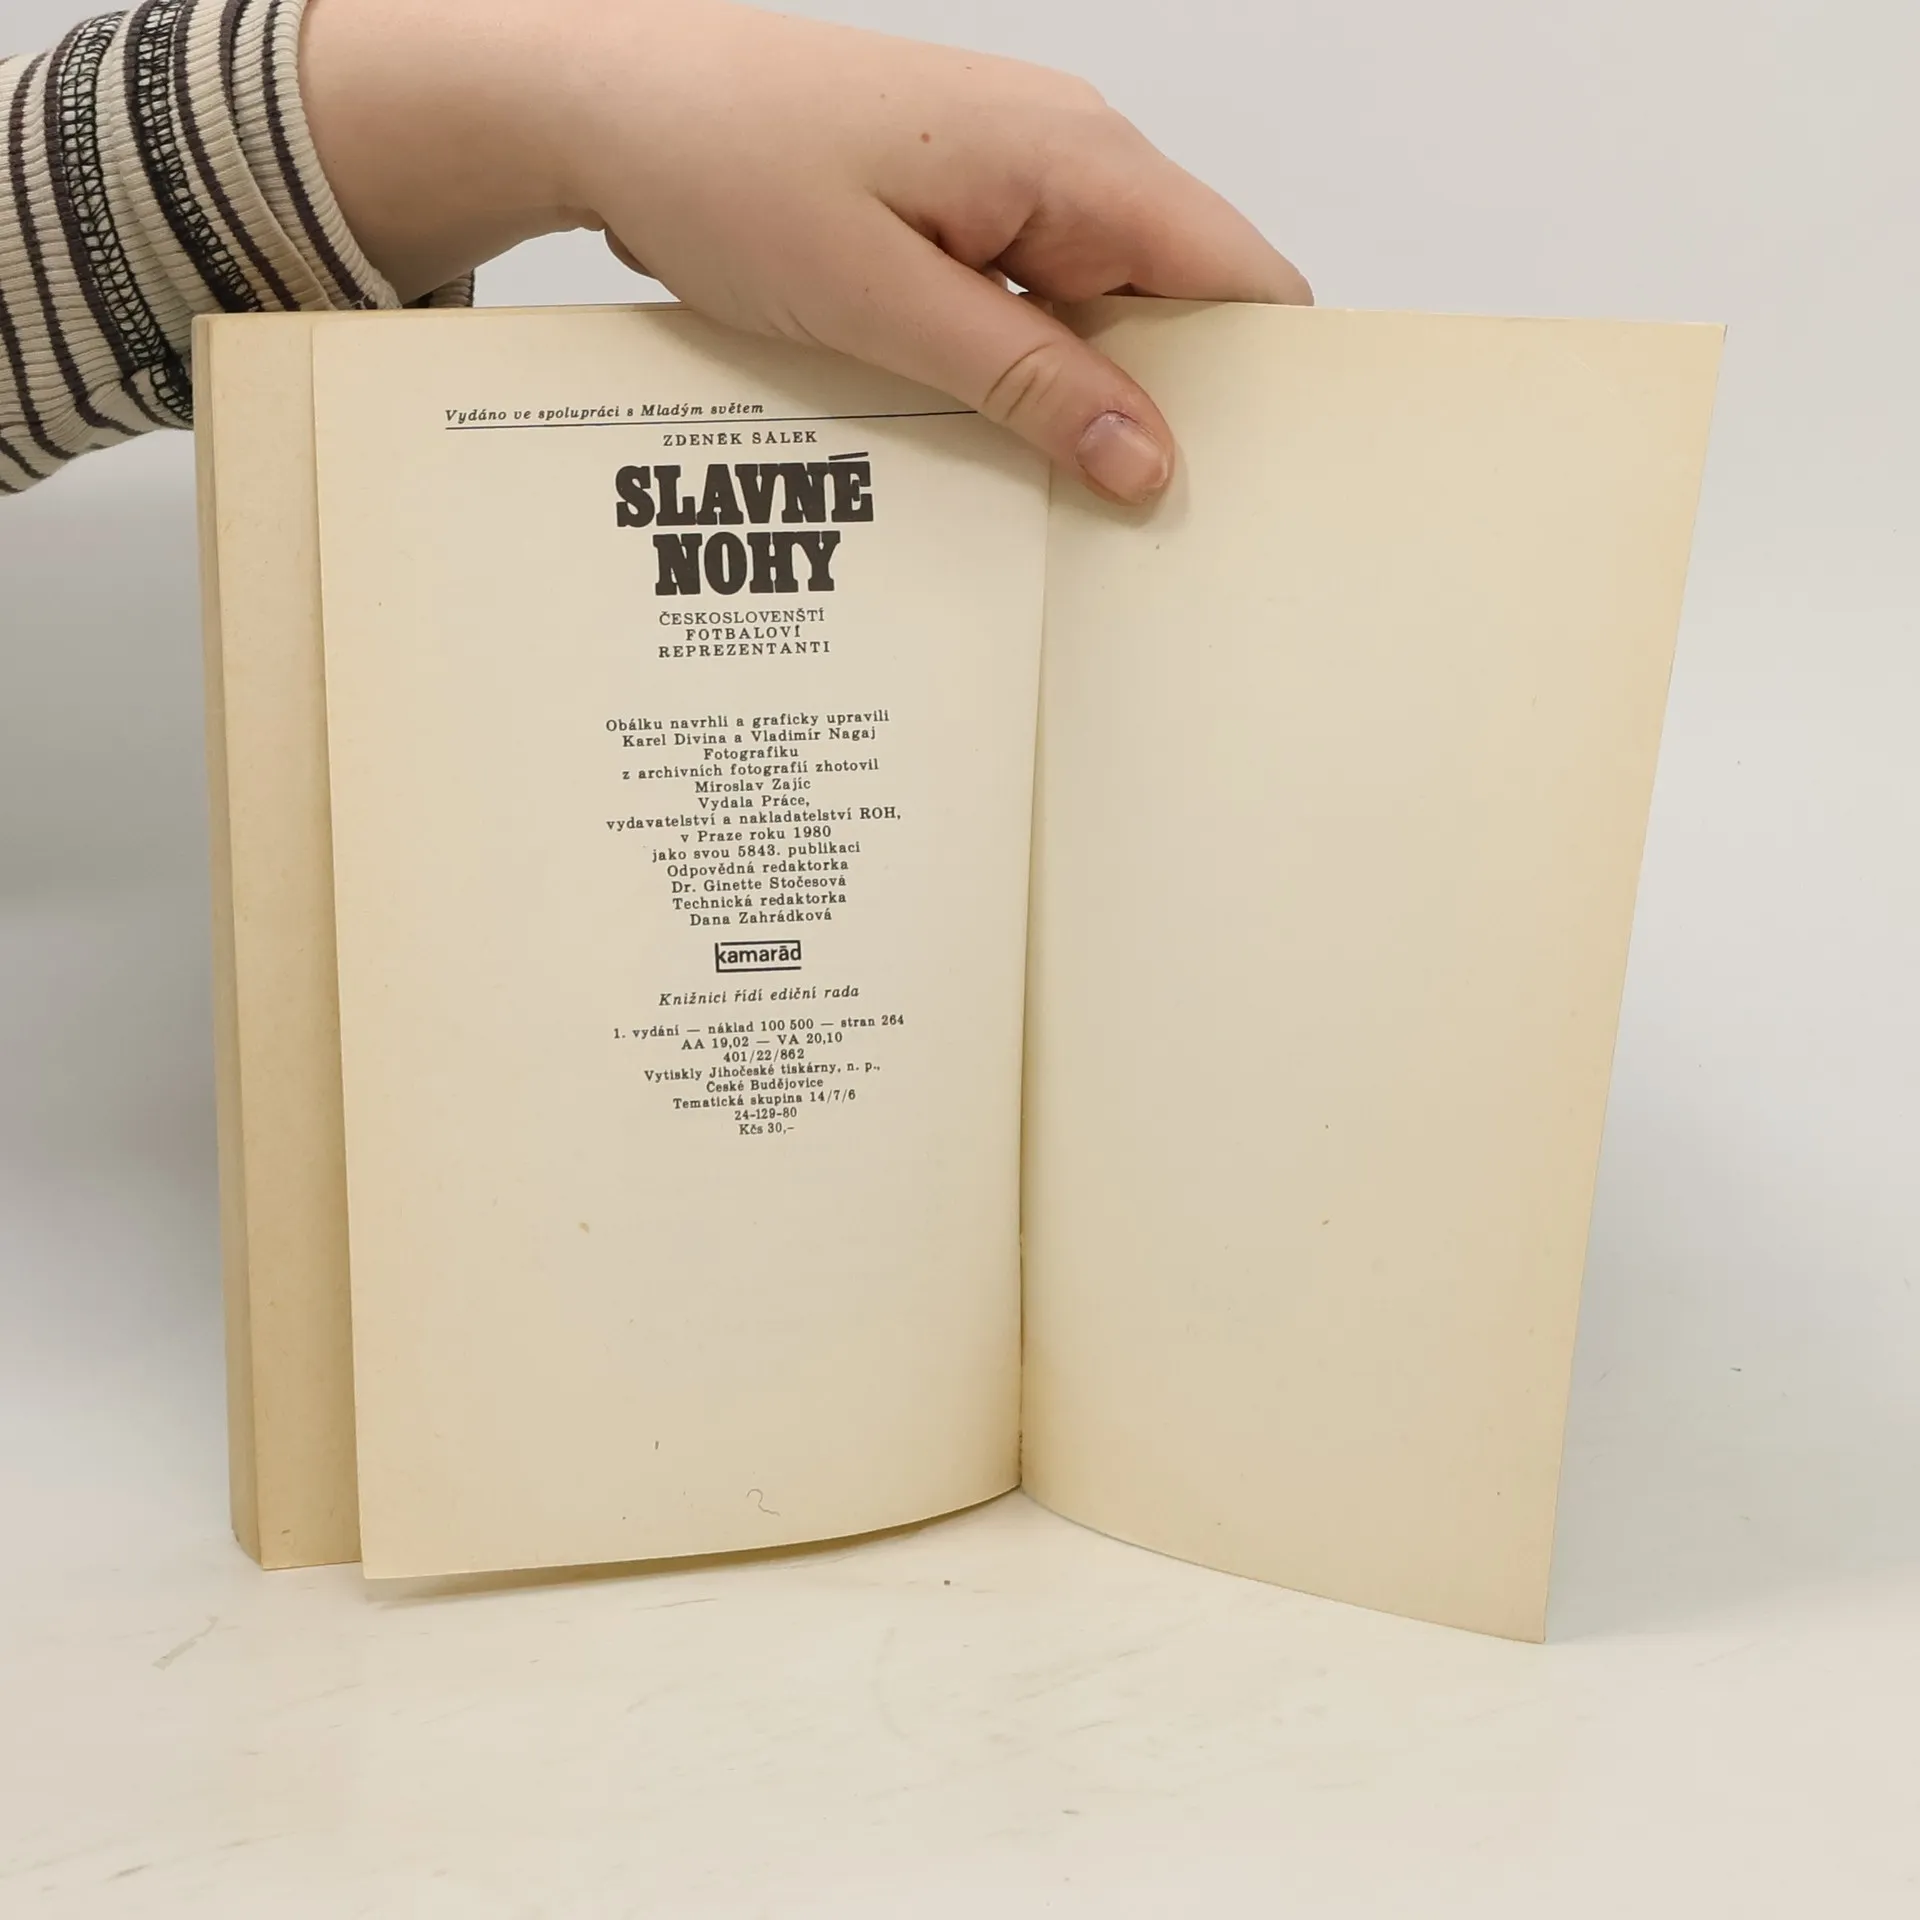 Vydáno ve spolupráci s Mladým světem
ZDENĚK ŠÁLEK
SLAVNÉ
NOHY
ČESKOSLOVENŠTÍ
FOTBALOVÍ
REPREZENTANTI
Obálku navrhli a graficky upravili
Karel Divina a Vladimír Nagaj
Fotografiku
z archivních fotografií zhotovil
Miroslav Zajíc
Vydala Práce,
vydavatelství a nakladatelství ROH,
v Praze roku 1980
jako svou 5843. publikaci
Odpovědná redaktorka
Dr. Ginette Stočesová
Technická redaktorka
Dana Zahrádková
kamarád
Knižnici řídí ediční rada
1. vydání — náklad 100 500 — stran 264
AA 19,02 — VA 20,10
401/22/862
Vytiskly Jihočeské tiskárny, n. p.,
České Budějovice
Tematická skupina 14/7/6
24-129-80
Kčs 30,-